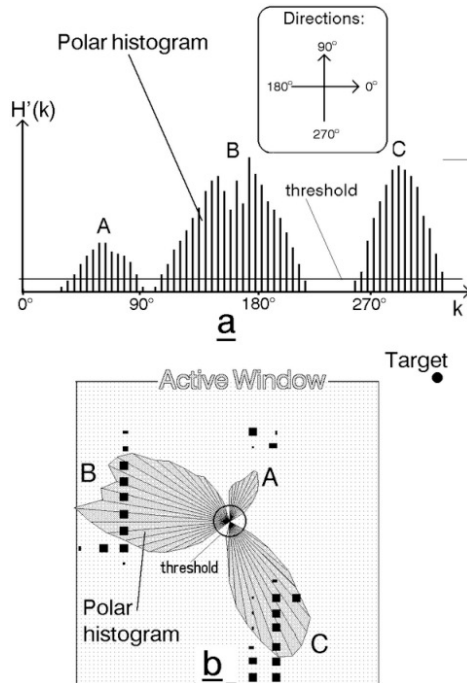 Directions:
90°
180° 0°
270°
Polar
histogram
H'(k)
A
B
C
threshold
0° 90° 180° 270° k
a
Target
Active Window
B
A
threshold
Polar
histogram
C
b